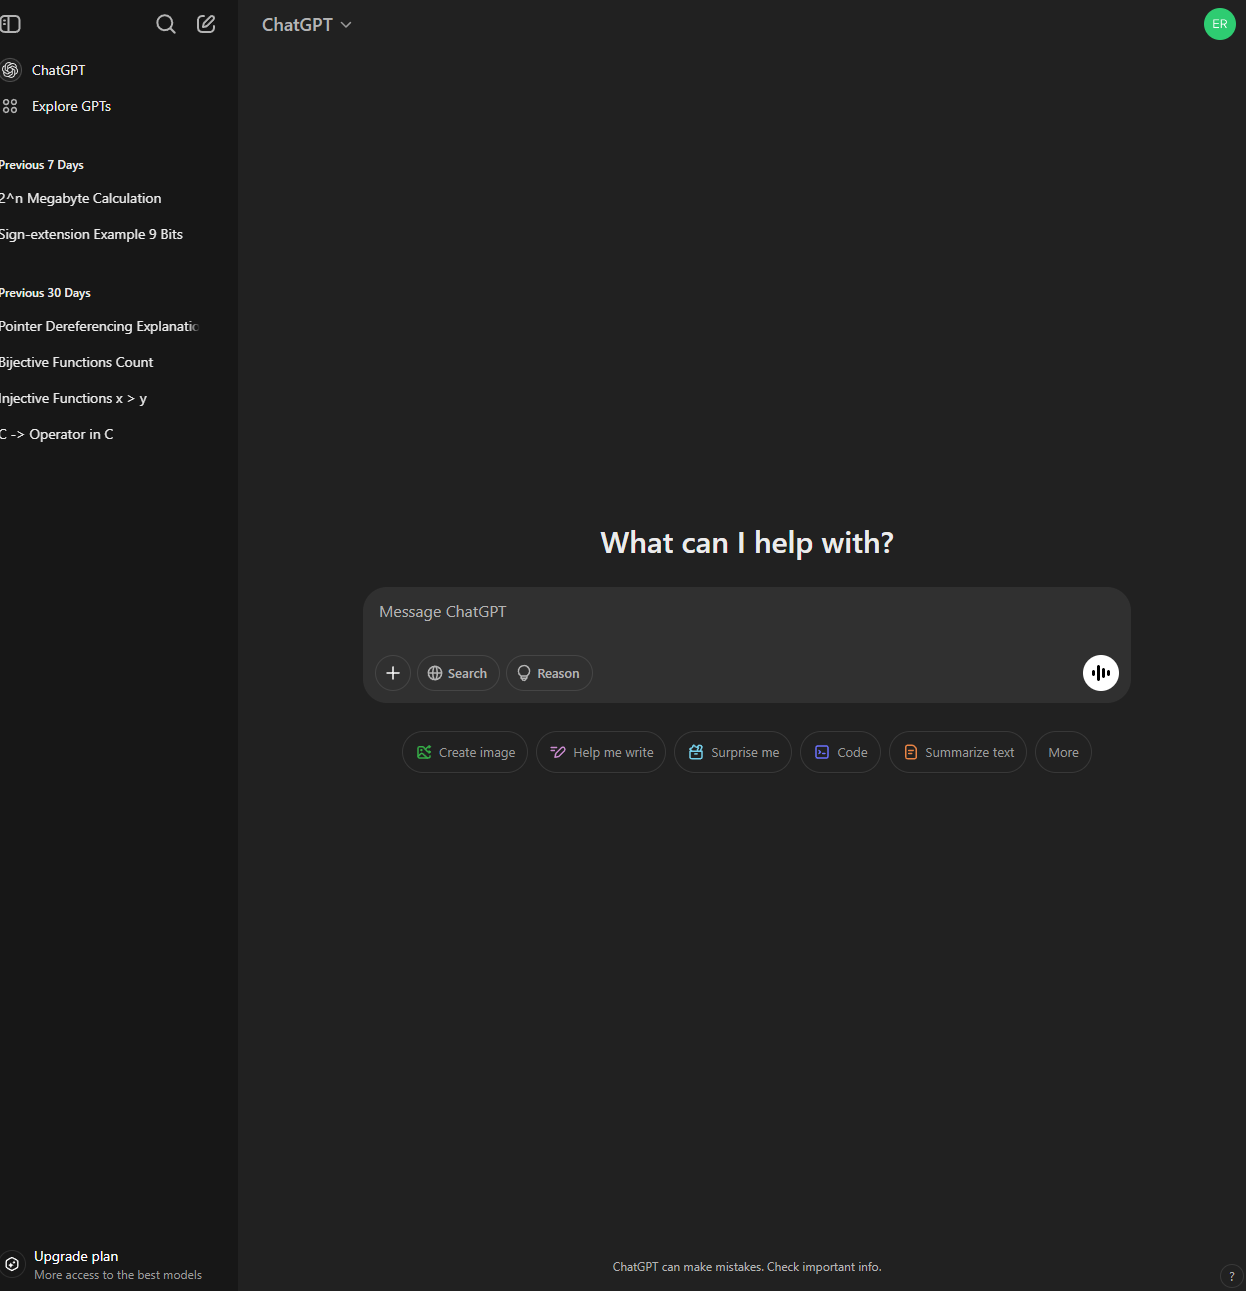 ChatGPT
ER
ChatGPT
Explore GPTs
Previous 7 Days
2^n Megabyte Calculation
Sign-extension Example 9 Bits
Previous 30 Days
Pointer Dereferencing Explanatio
Bijective Functions Count
Injective Functions x > y
C -> Operator in C
What can I help with?
Message ChatGPT
Search
Reason
Create image
Help me write
Surprise me
Code
Summarize text
More
Upgrade plan
More access to the best models
ChatGPT can make mistakes. Check important info.
?